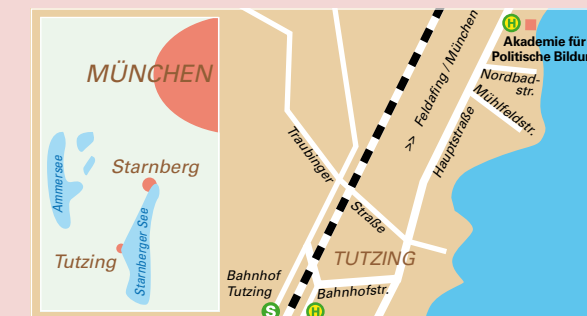 MÜNCHEN
Starnberg
Ammersee
Starnberger See
Tutzing
H
Akademie für
Politische Bildun
Nordbad-
str.
Mühlfeldstr.
>> Feldafing / München
Hauptstraße
Traubinger
Straße
TUTZING
Bahnhof
Tutzing
Bahnhofstr.
S
H